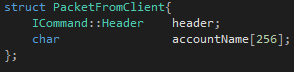 struct PacketFromClient{
ICommand::Header header;
char accountName[256];
};